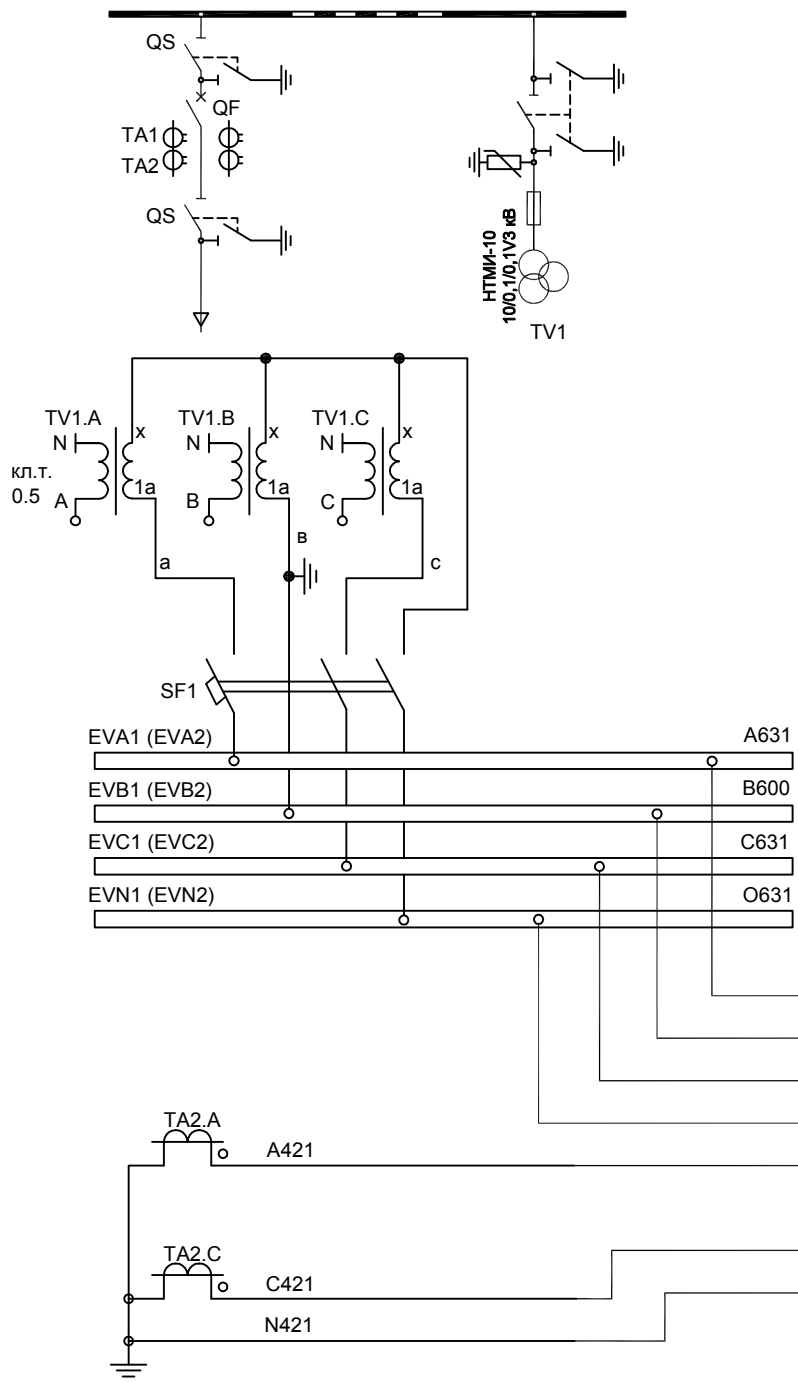 QS
QF
TA1
TA2
QS
НТМИ-10
10/0,1/0,1V3 кВ
TV1
TV1.A
TV1.B
TV1.C
N
x
N
x
N
x
кл.т.
0.5
A
1a
B
1a
C
1a
a
в
c
SF1
EVA1 (EVA2)
A631
EVB1 (EVB2)
B600
EVC1 (EVC2)
C631
EVN1 (EVN2)
O631
TA2.A
A421
TA2.C
C421
N421